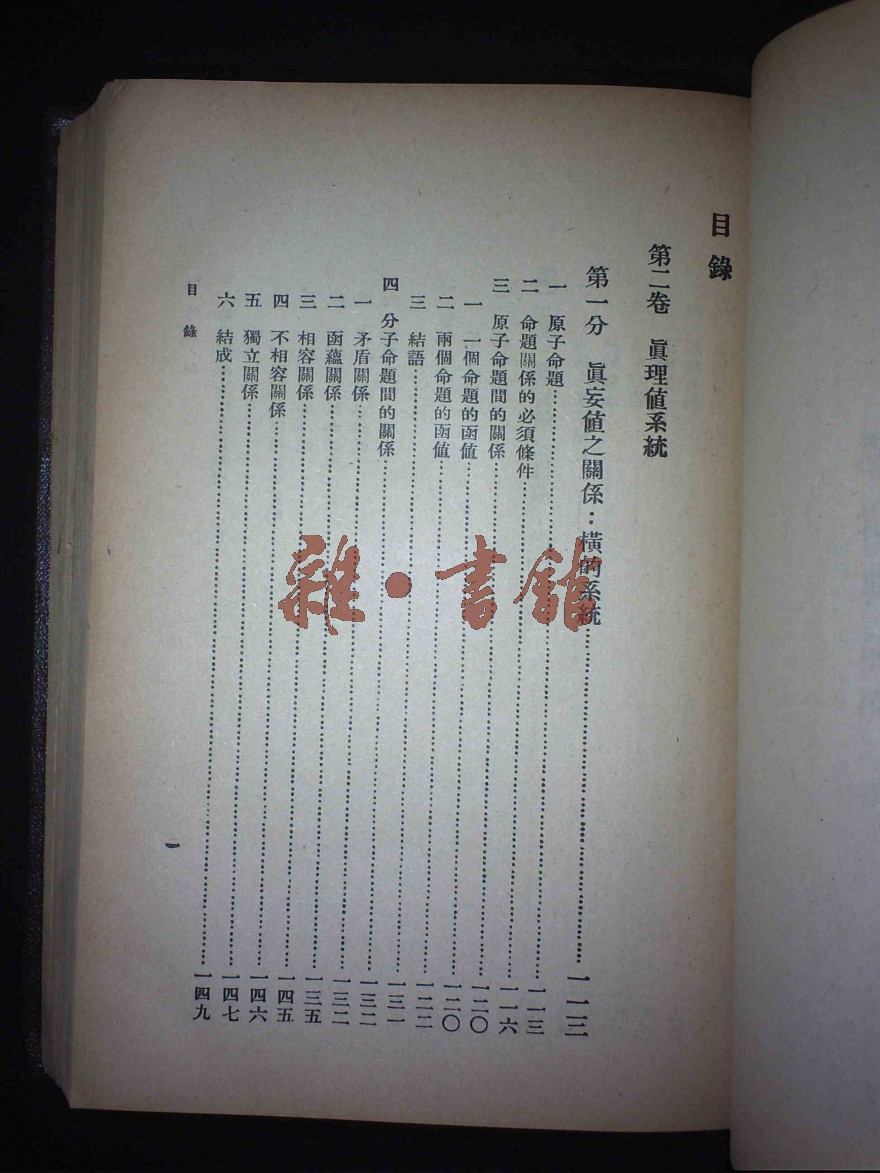 目錄
第二卷 眞理值系統
第一分 眞妄值之關係：橫的系統……………一一三
一 原子命題……………一一三
二 命題關係的必須條件……………一一六
三 原子命題間的關係……………一二〇
一 一個命題的函值……………一二〇
二 兩個命題的函值……………一二二
三 結語……………一三一
四 分子命題間的關係……………一三二
一 矛盾關係……………一三二
二 函蘊關係……………一三五
三 相容關係……………一四五
四 不相容關係……………一四六
五 獨立關係……………一四七
六 結成……………一四九
目錄
一
雜·書館